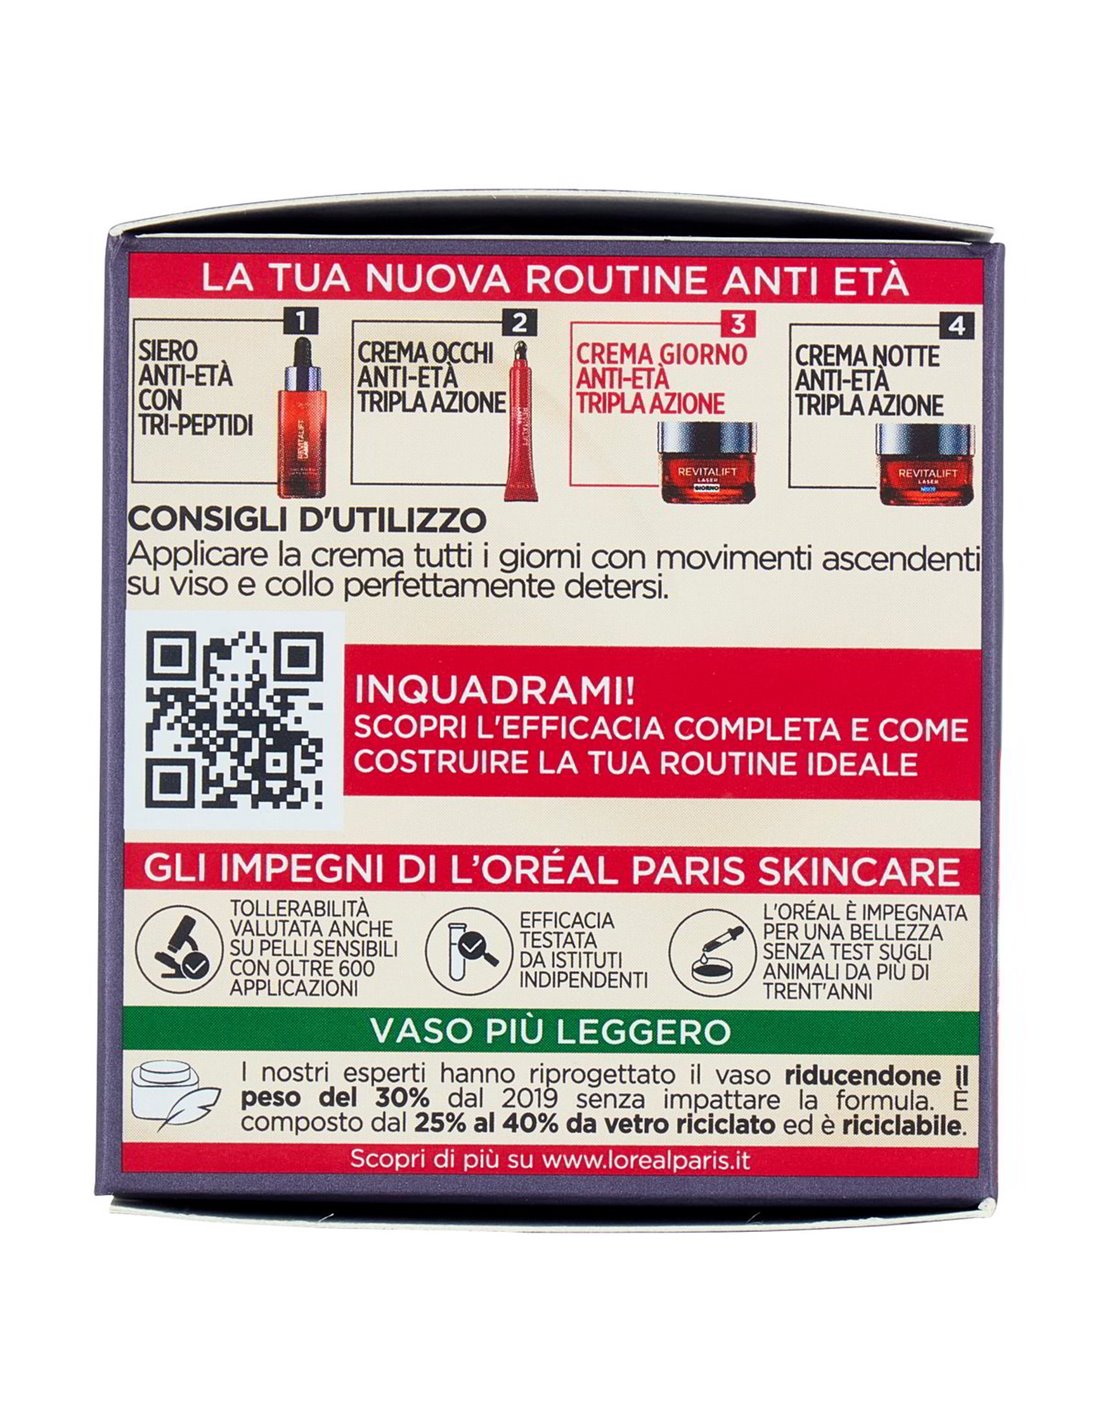 LA TUA NUOVA ROUTINE ANTI ETÀ
1
SIERO
ANTI-ETÀ
CON
TRI-PEPTIDI
REVITALIFT
2
CREMA OCCHI
ANTI-ETÀ
TRIPLA AZIONE
REVITALIFT
3
CREMA GIORNO
ANTI-ETÀ
TRIPLA AZIONE
REVITALIFT
LASER
GIORNO
4
CREMA NOTTE
ANTI-ETÀ
TRIPLA AZIONE
REVITALIFT
LASER
CONSIGLI D'UTILIZZO
Applicare la crema tutti i giorni con movimenti ascendenti
su viso e collo perfettamente detersi.
INQUADRAMI!
SCOPRI L'EFFICACIA COMPLETA E COME
COSTRUIRE LA TUA ROUTINE IDEALE
GLI IMPEGNI DI L'ORÉAL PARIS SKINCARE
TOLLERABILITÀ
VALUTATA ANCHE
SU PELLI SENSIBILI
CON OLTRE 600
APPLICAZIONI
EFFICACIA
TESTATA
DA ISTITUTI
INDIPENDENTI
L'ORÉAL È IMPEGNATA
PER UNA BELLEZZA
SENZA TEST SUGLI
ANIMALI DA PIÙ DI
TRENT'ANNI
VASO PIÙ LEGGERO
I nostri esperti hanno riprogettato il vaso riducendone il
peso del 30% dal 2019 senza impattare la formula. È
composto dal 25% al 40% da vetro riciclato ed è riciclabile.
Scopri di più su www.lorealparis.it